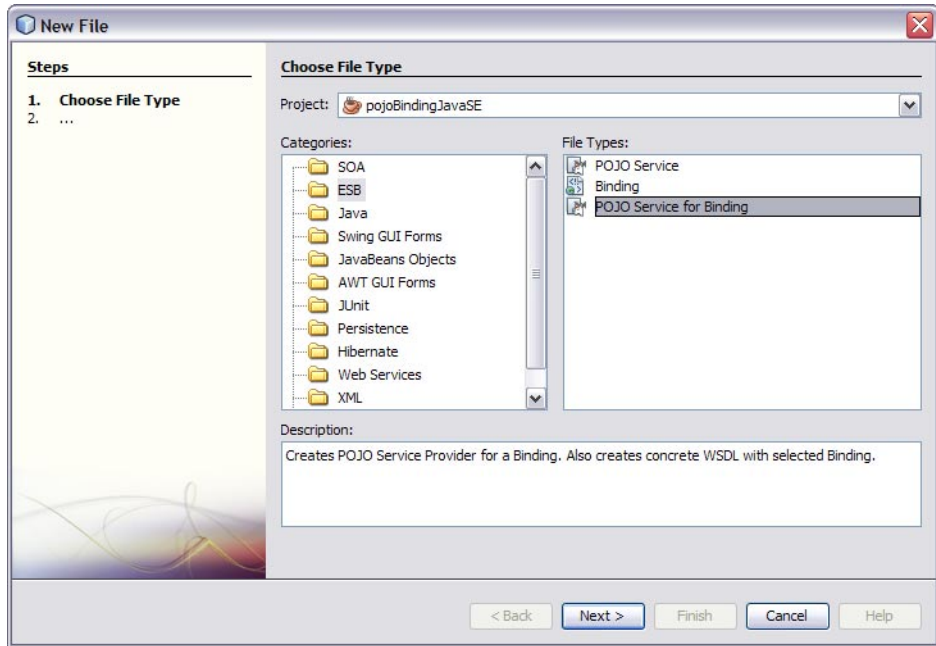 New File
Steps
1. Choose File Type
2. ...
Choose File Type
Project: pojoBindingJavaSE
Categories:
SOA
ESB
Java
Swing GUI Forms
JavaBeans Objects
AWT GUI Forms
JUnit
Persistence
Hibernate
Web Services
XML
File Types:
POJO Service
Binding
POJO Service for Binding
Description:
Creates POJO Service Provider for a Binding. Also creates concrete WSDL with selected Binding.
< Back Next > Finish Cancel Help